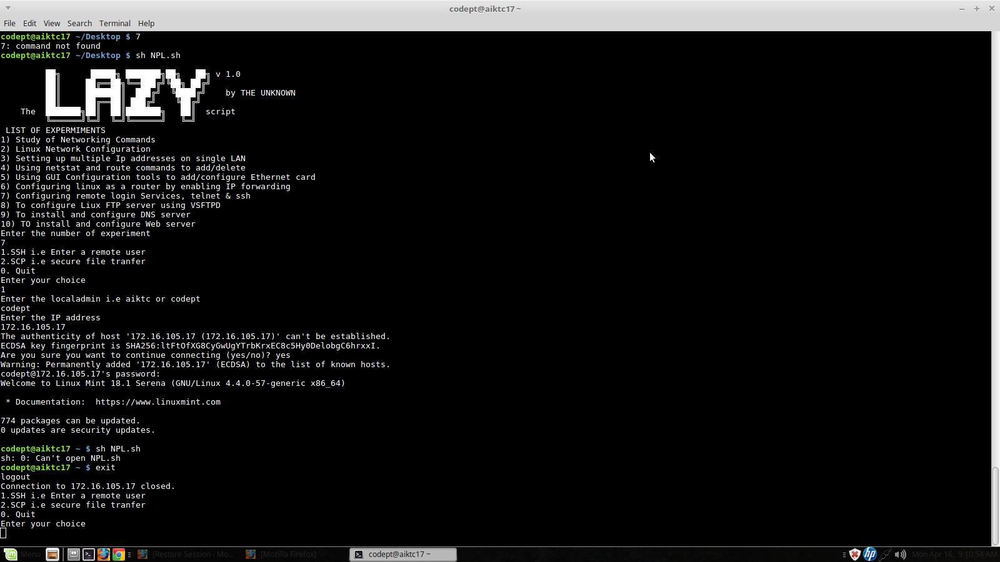 codept@aiktc17 ~
File Edit View Search Terminal Help
codept@aiktc17 ~/Desktop $ 7
7: command not found
codept@aiktc17 ~/Desktop $ sh NPL.sh
LAZY v 1.0
by THE UNKNOWN
The script
LIST OF EXPERMIMENTS
1) Study of Networking Commands
2) Linux Network Configuration
3) Setting up multiple Ip addresses on single LAN
4) Using netstat and route commands to add/delete
5) Using GUI Configuration tools to add/configure Ethernet card
6) Configuring linux as a router by enabling IP forwarding
7) Configuring remote login Services, telnet & ssh
8) To configure Liux FTP server using VSFTPD
9) To install and configure DNS server
10) TO install and configure Web server
Enter the number of experiment
7
1.SSH i.e Enter a remote user
2.SCP i.e secure file tranfer
0. Quit
Enter your choice
1
Enter the localadmin i.e aiktc or codept
codept
Enter the IP address
172.16.105.17
The authenticity of host '172.16.105.17 (172.16.105.17)' can't be established.
ECDSA key fingerprint is SHA256:ltFtOfXG8CyGwUgYTrbKrxEC8c5Hy0DelobgC6hrxxI.
Are you sure you want to continue connecting (yes/no)? yes
Warning: Permanently added '172.16.105.17' (ECDSA) to the list of known hosts.
codept@172.16.105.17's password:
Welcome to Linux Mint 18.1 Serena (GNU/Linux 4.4.0-57-generic x86_64)
* Documentation:  https://www.linuxmint.com
774 packages can be updated.
0 updates are security updates.
codept@aiktc17 ~ $ sh NPL.sh
sh: 0: Can't open NPL.sh
codept@aiktc17 ~ $ exit
logout
Connection to 172.16.105.17 closed.
1.SSH i.e Enter a remote user
2.SCP i.e secure file tranfer
0. Quit
Enter your choice
Menu [Restore Session - Mo... [Mozilla Firefox] codept@aiktc17 ~ hp Mon Apr 16, 9:10:54 AM